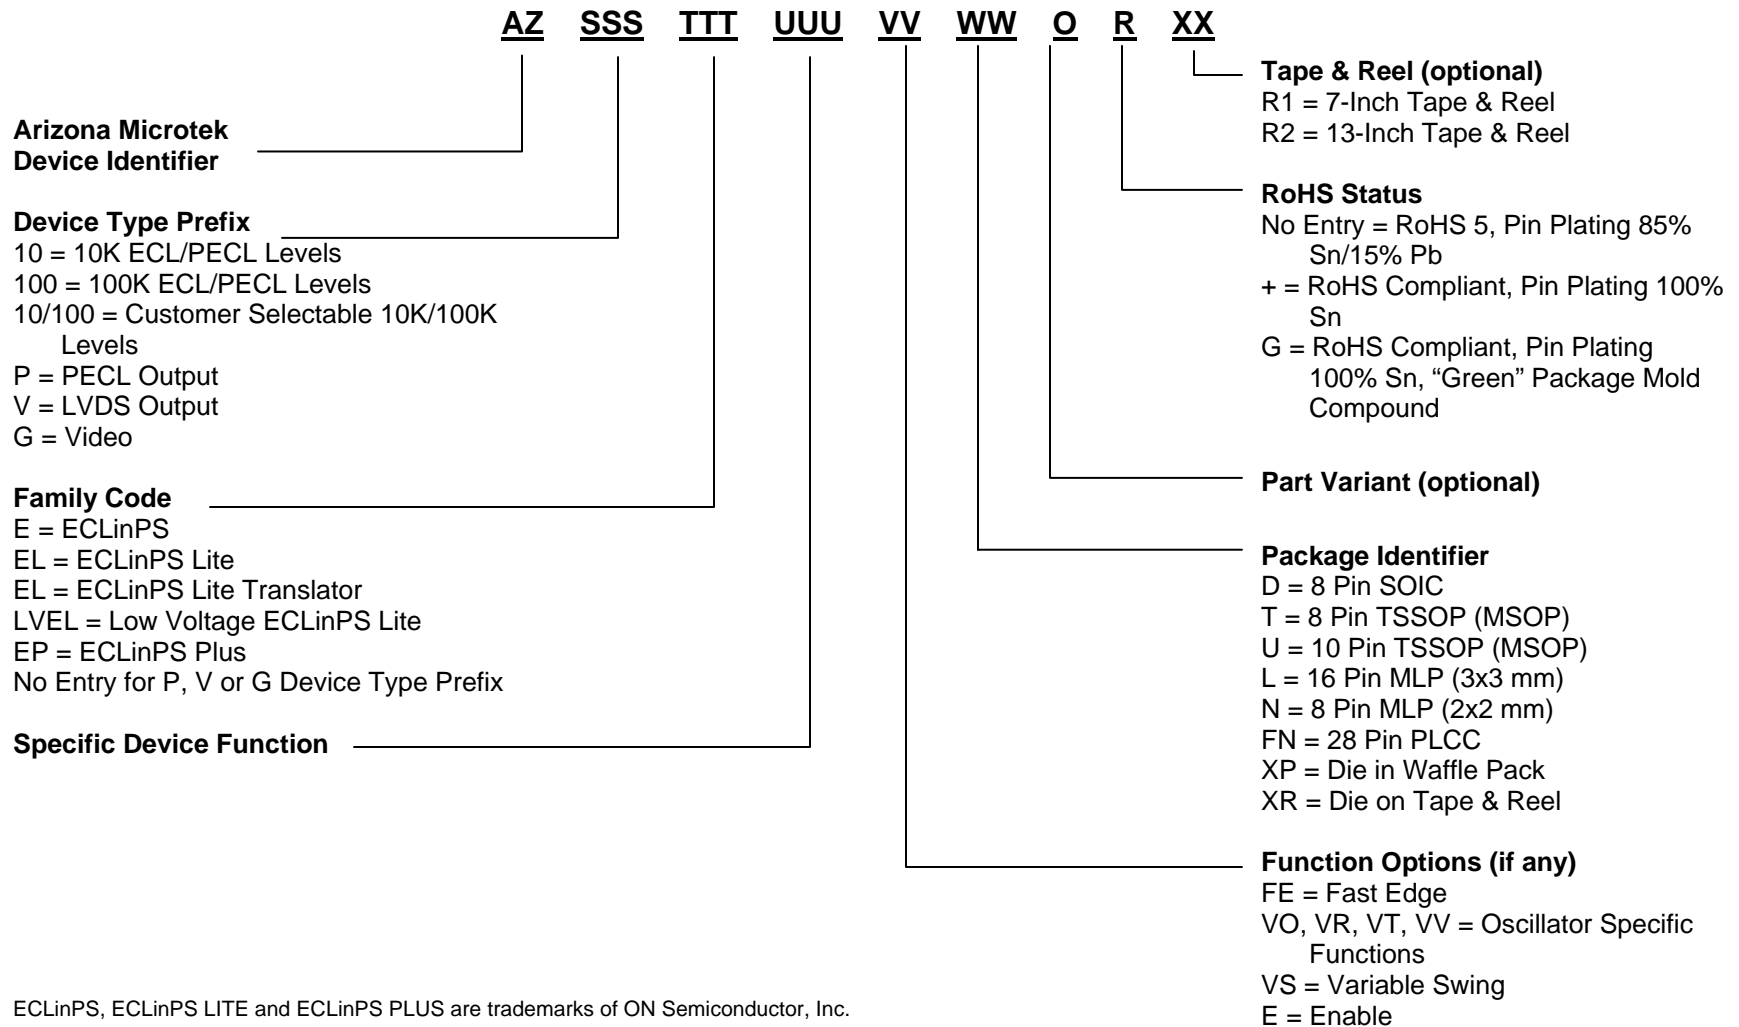 AZ SSS TTT UUU VV WW O R XX
Arizona Microtek
Device Identifier
Device Type Prefix
10 = 10K ECL/PECL Levels
100 = 100K ECL/PECL Levels
10/100 = Customer Selectable 10K/100K
Levels
P = PECL Output
V = LVDS Output
G = Video
Family Code
E = ECLinPS
EL = ECLinPS Lite
EL = ECLinPS Lite Translator
LVEL = Low Voltage ECLinPS Lite
EP = ECLinPS Plus
No Entry for P, V or G Device Type Prefix
Specific Device Function
Tape & Reel (optional)
R1 = 7-Inch Tape & Reel
R2 = 13-Inch Tape & Reel
RoHS Status
No Entry = RoHS 5, Pin Plating 85%
Sn/15% Pb
+ = RoHS Compliant, Pin Plating 100%
Sn
G = RoHS Compliant, Pin Plating
100% Sn, “Green” Package Mold
Compound
Part Variant (optional)
Package Identifier
D = 8 Pin SOIC
T = 8 Pin TSSOP (MSOP)
U = 10 Pin TSSOP (MSOP)
L = 16 Pin MLP (3x3 mm)
N = 8 Pin MLP (2x2 mm)
FN = 28 Pin PLCC
XP = Die in Waffle Pack
XR = Die on Tape & Reel
Function Options (if any)
FE = Fast Edge
VO, VR, VT, VV = Oscillator Specific
Functions
VS = Variable Swing
E = Enable
ECLinPS, ECLinPS LITE and ECLinPS PLUS are trademarks of ON Semiconductor, Inc.